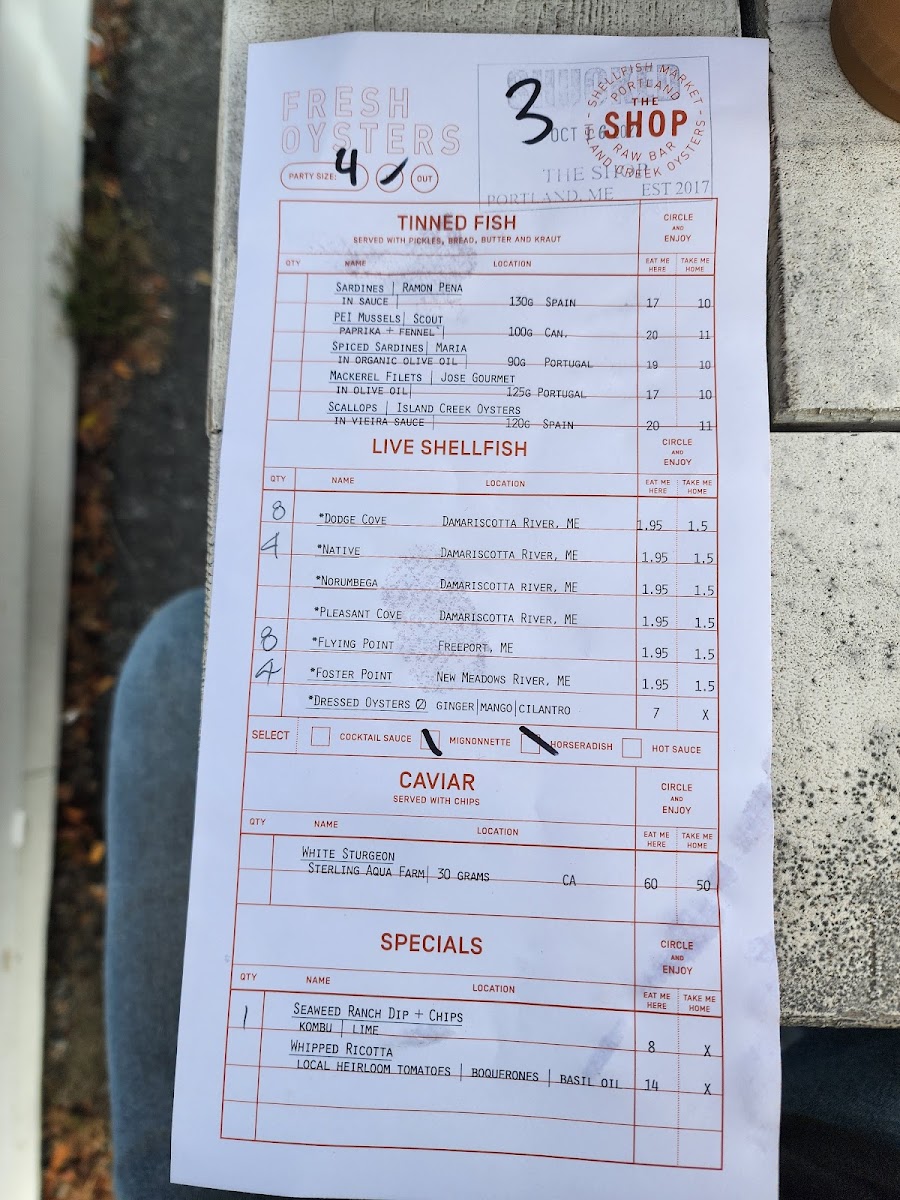 FRESH
OYSTERS
PARTY SIZE: 4 OUT
3
OCT
THE SHOP
PORTLAND, ME EST 2017
SHELLFISH MARKET
PORTLAND
THE
SHOP
RAW BAR
ISLAND CREEK OYSTERS
TINNED FISH
SERVED WITH PICKLES, BREAD, BUTTER AND KRAUT
CIRCLE
AND
ENJOY
QTY NAME LOCATION EAT ME HERE TAKE ME HOME
SARDINES | RAMON PENA
IN SAUCE | 130G SPAIN 17 10
PEI MUSSELS | SCOUT
PAPRIKA + FENNEL | 100G CAN. 20 11
SPICED SARDINES | MARIA
IN ORGANIC OLIVE OIL | 90G PORTUGAL 19 10
MACKEREL FILETS | JOSE GOURMET
IN OLIVE OIL | 125G PORTUGAL 17 10
SCALLOPS | ISLAND CREEK OYSTERS
IN VIEIRA SAUCE | 120G SPAIN 20 11
LIVE SHELLFISH
CIRCLE
AND
ENJOY
QTY NAME LOCATION EAT ME HERE TAKE ME HOME
8 *DODGE COVE DAMARISCOTTA RIVER, ME 1.95 1.5
4 *NATIVE DAMARISCOTTA RIVER, ME 1.95 1.5
*NORUMBEGA DAMARISCOTTA RIVER, ME 1.95 1.5
*PLEASANT COVE DAMARISCOTTA RIVER, ME 1.95 1.5
8 *FLYING POINT FREEPORT, ME 1.95 1.5
4 *FOSTER POINT NEW MEADOWS RIVER, ME 1.95 1.5
*DRESSED OYSTERS (2) GINGER|MANGO|CILANTRO 7 X
SELECT COCKTAIL SAUCE MIGNONNETTE HORSERADISH HOT SAUCE
CAVIAR
SERVED WITH CHIPS
CIRCLE
AND
ENJOY
QTY NAME LOCATION EAT ME HERE TAKE ME HOME
WHITE STURGEON
STERLING AQUA FARM| 30 GRAMS CA 60 50
SPECIALS
CIRCLE
AND
ENJOY
QTY NAME LOCATION EAT ME HERE TAKE ME HOME
1 SEAWEED RANCH DIP + CHIPS
KOMBU | LIME 8 X
WHIPPED RICOTTA
LOCAL HEIRLOOM TOMATOES | BOQUERONES | BASIL OIL 14 X